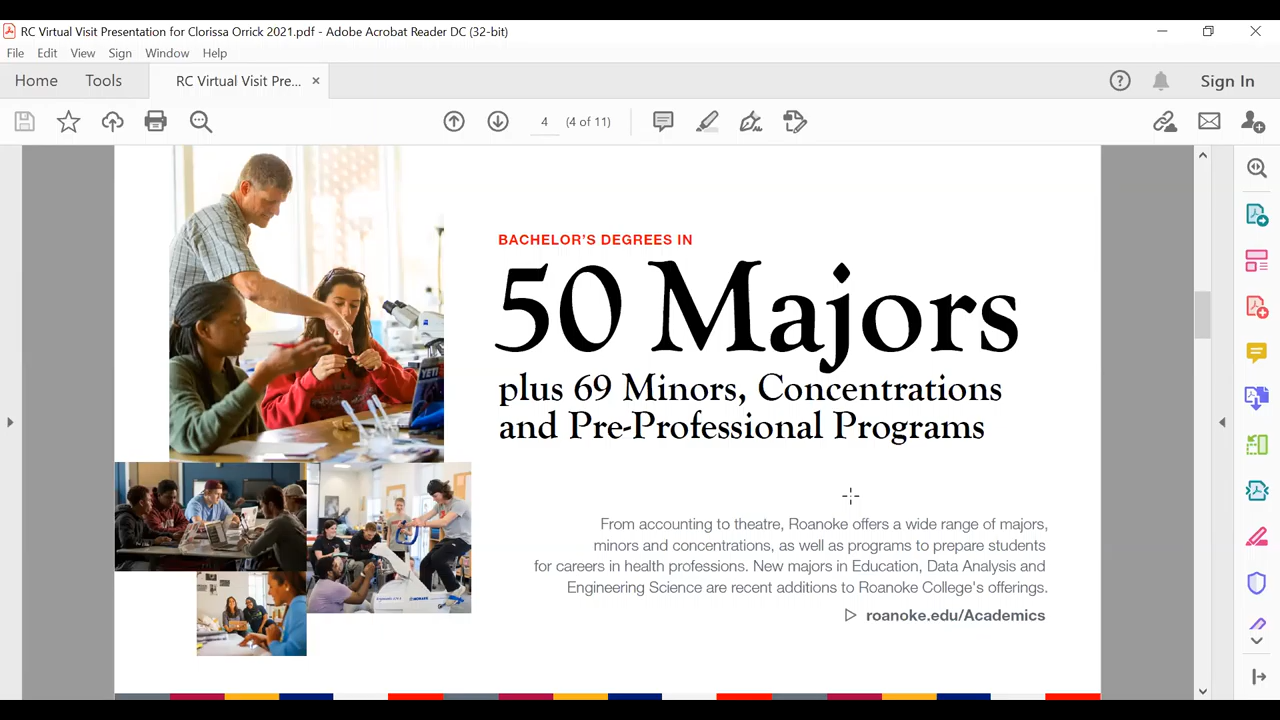 RC Virtual Visit Presentation for Clorissa Orrick 2021.pdf - Adobe Acrobat Reader DC (32-bit)
File Edit View Sign Window Help
Home Tools RC Virtual Visit Pre... × Sign In
4 (4 of 11)
BACHELOR'S DEGREES IN
50 Majors
plus 69 Minors, Concentrations
and Pre-Professional Programs
From accounting to theatre, Roanoke offers a wide range of majors,
minors and concentrations, as well as programs to prepare students
for careers in health professions. New majors in Education, Data Analysis and
Engineering Science are recent additions to Roanoke College's offerings.
roanoke.edu/Academics
YETI